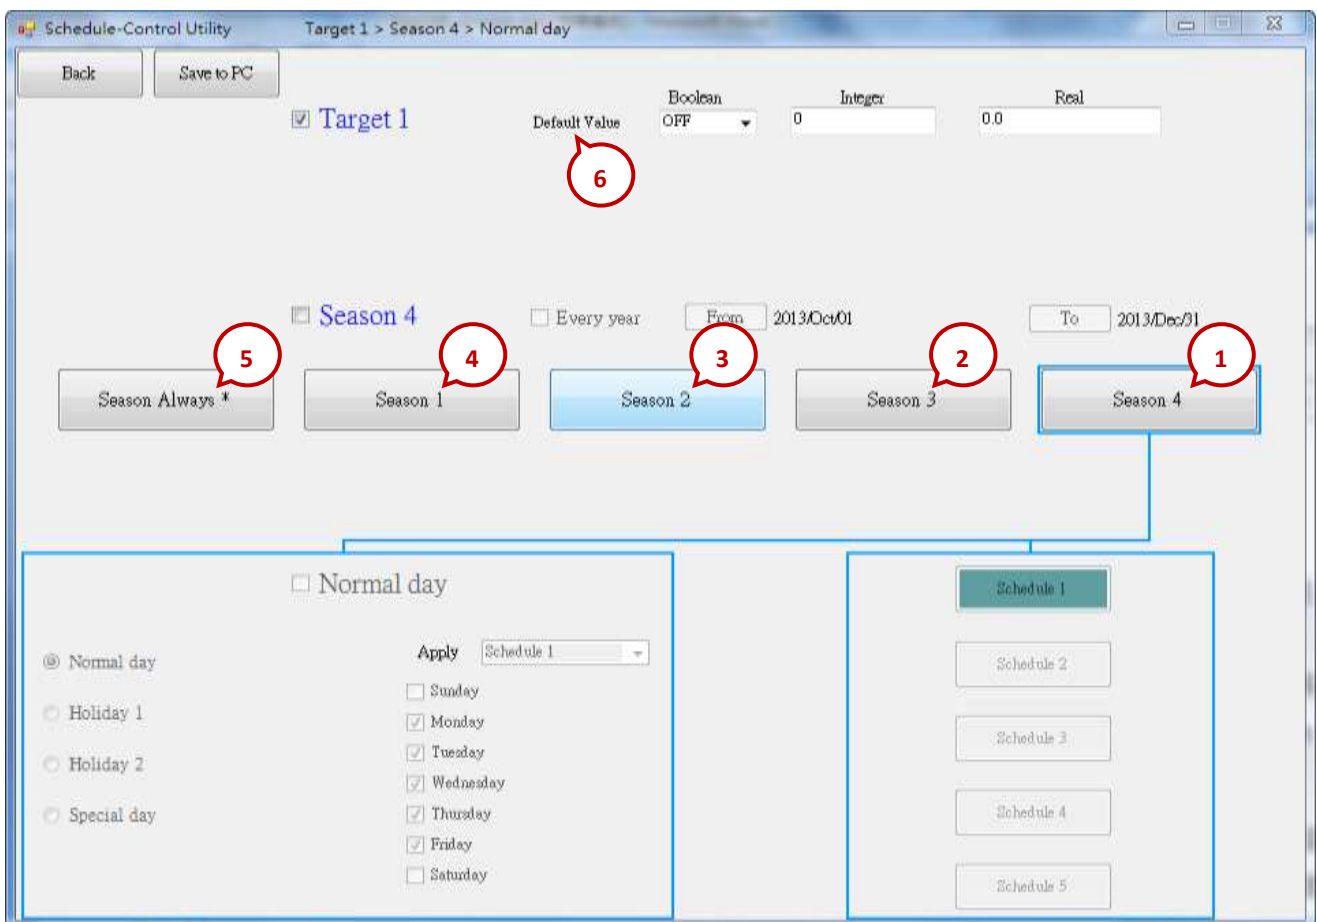 Schedule-Control Utility Target 1 > Season 4 > Normal day
Back Save to PC
Boolean Integer Real
Target 1 Default Value OFF 0 0.0
6
Season 4 Every year From 2013/Oct/01 To 2013/Dec/31
5 4 3 2 1
Season Always * Season 1 Season 2 Season 3 Season 4
Normal day
Schedule 1
Apply Schedule 1
Normal day
Schedule 2
Sunday
Holiday 1
Monday
Schedule 3
Tuesday
Holiday 2
Wednesday
Special day
Thursday
Schedule 4
Friday
Saturday
Schedule 5